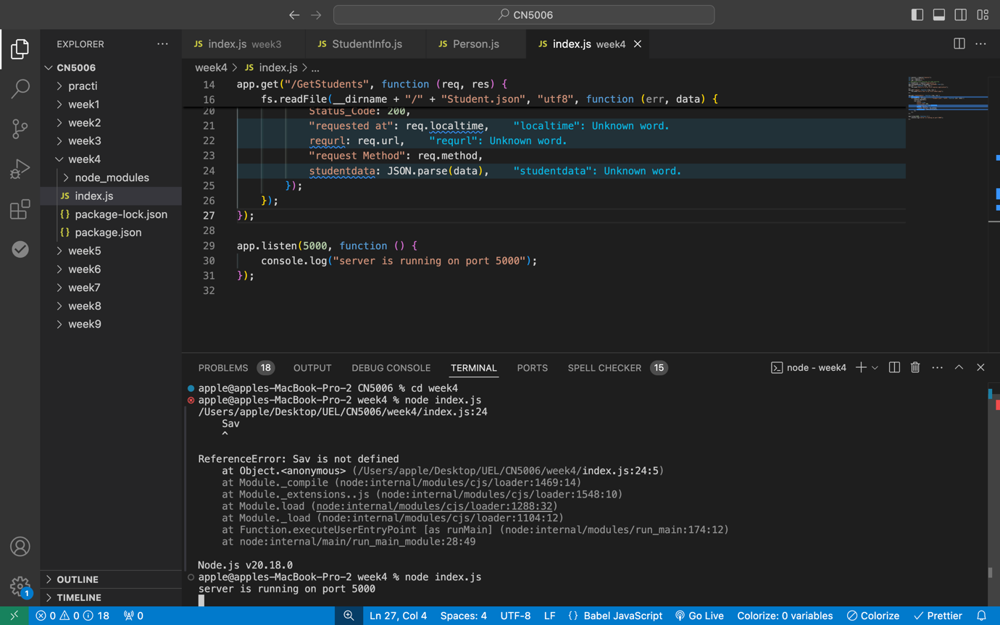 CN5006
EXPLORER
CN5006
practi
week1
week2
week3
week4
node_modules
JS index.js
{} package-lock.json
{} package.json
week5
week6
week7
week8
week9
OUTLINE
TIMELINE
JS index.js week3
JS StudentInfo.js
JS Person.js
JS index.js week4
week4 > JS index.js > ...
14 app.get("/GetStudents", function (req, res) {
16 fs.readFile(__dirname + "/" + "Student.json", "utf8", function (err, data) {
20 Status_Code: 200,
21 "requested at": req.localtime, "localtime": Unknown word.
22 requrl: req.url, "requrl": Unknown word.
23 "request Method": req.method,
24 studentdata: JSON.parse(data), "studentdata": Unknown word.
25 });
26 });
27 });
28
29 app.listen(5000, function () {
30 console.log("server is running on port 5000");
31 });
32
PROBLEMS 18 OUTPUT DEBUG CONSOLE TERMINAL PORTS SPELL CHECKER 15 node - week4
apple@apples-MacBook-Pro-2 CN5006 % cd week4
apple@apples-MacBook-Pro-2 week4 % node index.js
/Users/apple/Desktop/UEL/CN5006/week4/index.js:24
Sav
^
ReferenceError: Sav is not defined
at Object.<anonymous> (/Users/apple/Desktop/UEL/CN5006/week4/index.js:24:5)
at Module._compile (node:internal/modules/cjs/loader:1469:14)
at Module._extensions..js (node:internal/modules/cjs/loader:1548:10)
at Module.load (node:internal/modules/cjs/loader:1288:32)
at Module._load (node:internal/modules/cjs/loader:1104:12)
at Function.executeUserEntryPoint [as runMain] (node:internal/modules/run_main:174:12)
at node:internal/main/run_main_module:28:49
Node.js v20.18.0
apple@apples-MacBook-Pro-2 week4 % node index.js
server is running on port 5000
1
0 0 18 0 Ln 27, Col 4 Spaces: 4 UTF-8 LF {} Babel JavaScript Go Live Colorize: 0 variables Colorize Prettier